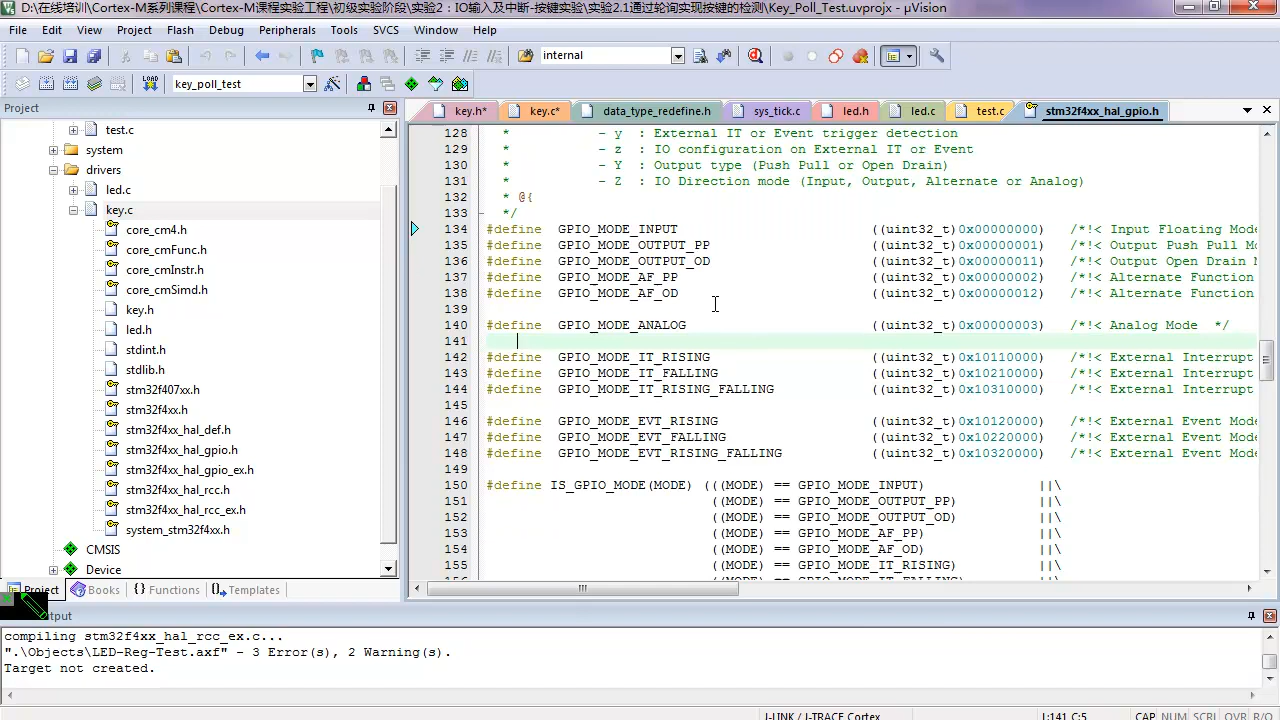 D:\在线培训\Cortex-M系列课程\Cortex-M课程实验工程\初级实验阶段\实验2：IO输入及中断-按键实验\实验2.1通过轮询实现按键的检测\Key_Poll_Test.uvprojx - µVision
File Edit View Project Flash Debug Peripherals Tools SVCS Window Help
internal
LOAD key_poll_test
Project
key.h* key.c* data_type_redefine.h sys_tick.c led.h led.c test.c stm32f4xx_hal_gpio.h
test.c
system
drivers
led.c
key.c
core_cm4.h
core_cmFunc.h
core_cmInstr.h
core_cmSimd.h
key.h
led.h
stdint.h
stdlib.h
stm32f407xx.h
stm32f4xx.h
stm32f4xx_hal_def.h
stm32f4xx_hal_gpio.h
stm32f4xx_hal_gpio_ex.h
stm32f4xx_hal_rcc.h
stm32f4xx_hal_rcc_ex.h
system_stm32f4xx.h
CMSIS
Device
Project Books {} Functions Templates
128 * - y : External IT or Event trigger detection
129 * - z : IO configuration on External IT or Event
130 * - Y : Output type (Push Pull or Open Drain)
131 * - Z : IO Direction mode (Input, Output, Alternate or Analog)
132 * @{
133 */
134 #define GPIO_MODE_INPUT ((uint32_t)0x00000000) /*!< Input Floating Mode
135 #define GPIO_MODE_OUTPUT_PP ((uint32_t)0x00000001) /*!< Output Push Pull M
136 #define GPIO_MODE_OUTPUT_OD ((uint32_t)0x00000011) /*!< Output Open Drain
137 #define GPIO_MODE_AF_PP ((uint32_t)0x00000002) /*!< Alternate Function
138 #define GPIO_MODE_AF_OD ((uint32_t)0x00000012) /*!< Alternate Function
139
140 #define GPIO_MODE_ANALOG ((uint32_t)0x00000003) /*!< Analog Mode */
141
142 #define GPIO_MODE_IT_RISING ((uint32_t)0x10110000) /*!< External Interrupt
143 #define GPIO_MODE_IT_FALLING ((uint32_t)0x10210000) /*!< External Interrupt
144 #define GPIO_MODE_IT_RISING_FALLING ((uint32_t)0x10310000) /*!< External Interrupt
145
146 #define GPIO_MODE_EVT_RISING ((uint32_t)0x10120000) /*!< External Event Mode
147 #define GPIO_MODE_EVT_FALLING ((uint32_t)0x10220000) /*!< External Event Mode
148 #define GPIO_MODE_EVT_RISING_FALLING ((uint32_t)0x10320000) /*!< External Event Mode
149
150 #define IS_GPIO_MODE(MODE) (((MODE) == GPIO_MODE_INPUT) ||\
151 ((MODE) == GPIO_MODE_OUTPUT_PP) ||\
152 ((MODE) == GPIO_MODE_OUTPUT_OD) ||\
153 ((MODE) == GPIO_MODE_AF_PP) ||\
154 ((MODE) == GPIO_MODE_AF_OD) ||\
155 ((MODE) == GPIO_MODE_IT_RISING) ||\
compiling stm32f4xx_hal_rcc_ex.c...
".\Objects\LED-Reg-Test.axf" - 3 Error(s), 2 Warning(s).
Target not created.
J-LINK / J-TRACE Cortex L:141 C:5 CAP NUM SCRL OVR R/O